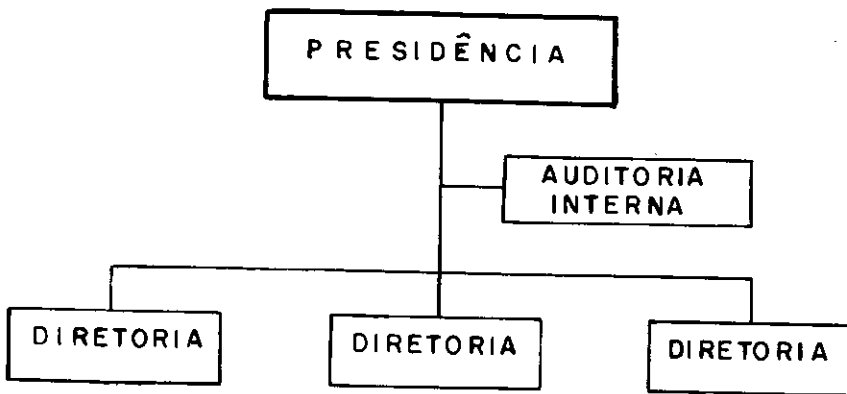 PRESIDÊNCIA
AUDITORIA
INTERNA
DIRETORIA
DIRETORIA
DIRETORIA